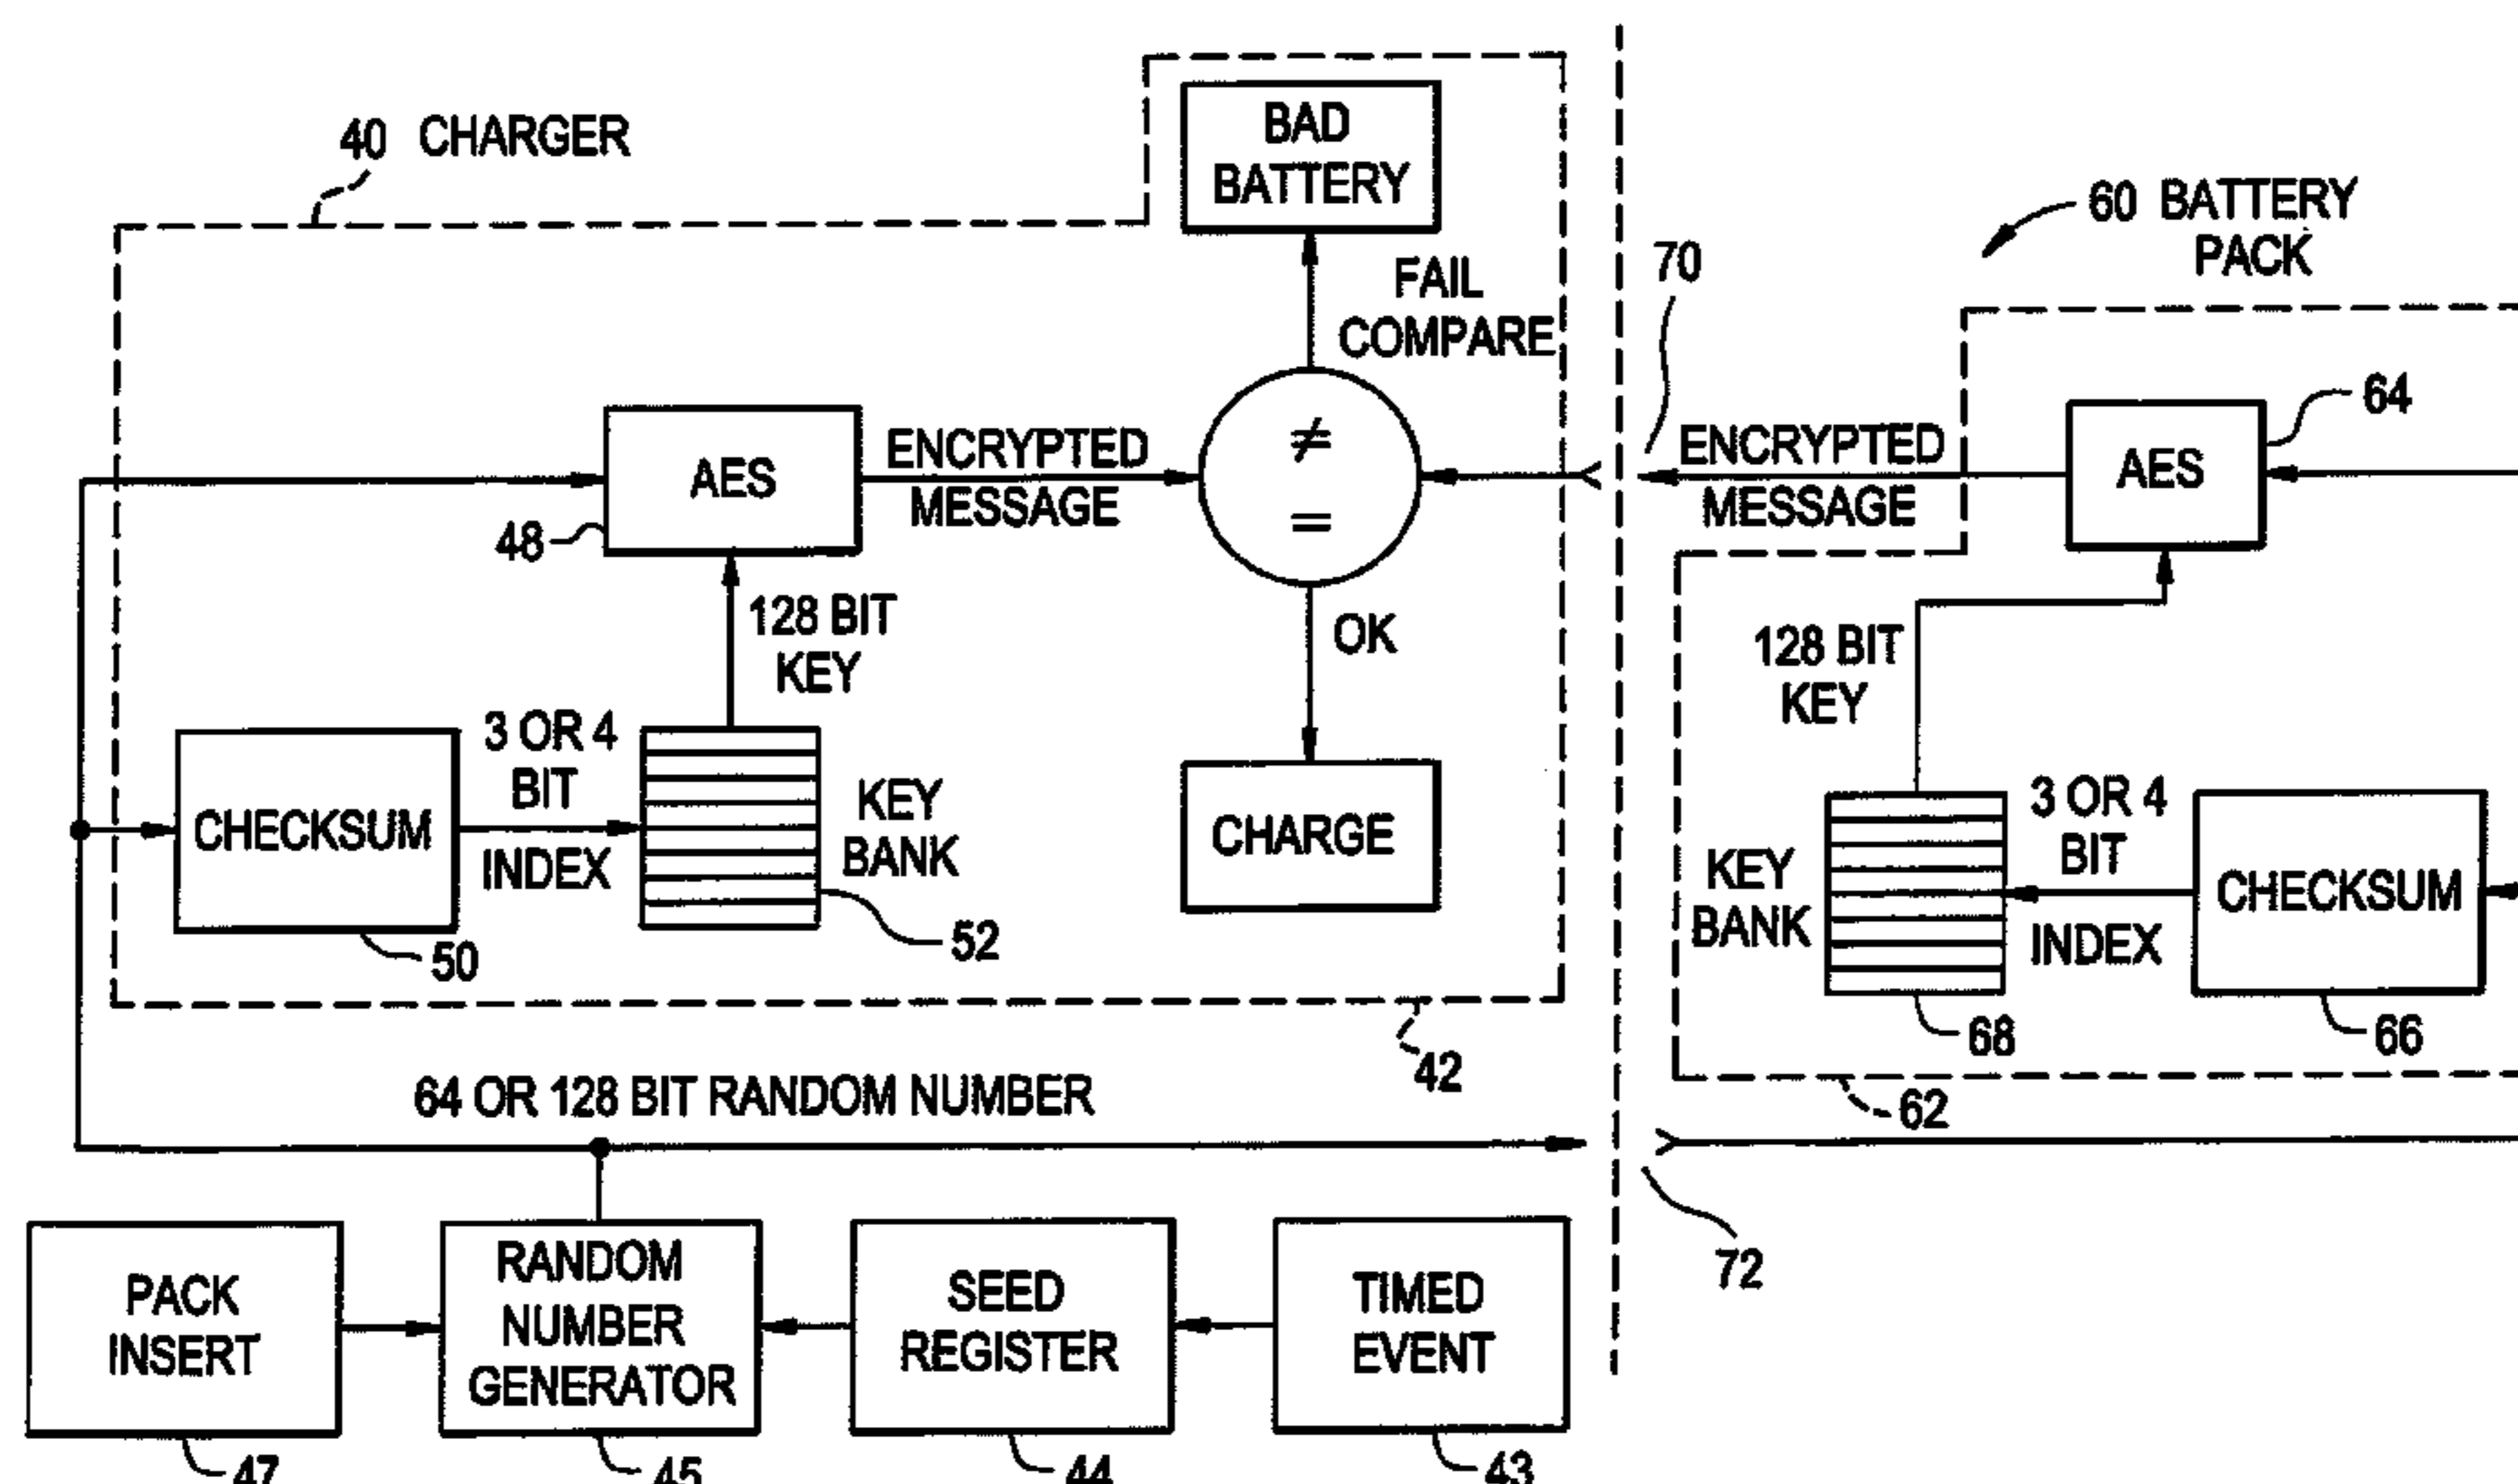 40 CHARGER
BAD
BATTERY
60 BATTERY
PACK
70
FAIL
COMPARE
≠
=
64
AES
ENCRYPTED
MESSAGE
48
ENCRYPTED
MESSAGE
AES
128 BIT
KEY
OK
128 BIT
KEY
3 OR 4
BIT
INDEX
CHECKSUM
KEY
BANK
CHARGE
50
52
KEY
BANK
3 OR 4
BIT
INDEX
CHECKSUM
68
66
42
62
64 OR 128 BIT RANDOM NUMBER
72
PACK
INSERT
RANDOM
NUMBER
GENERATOR
SEED
REGISTER
TIMED
EVENT
47
45
44
43